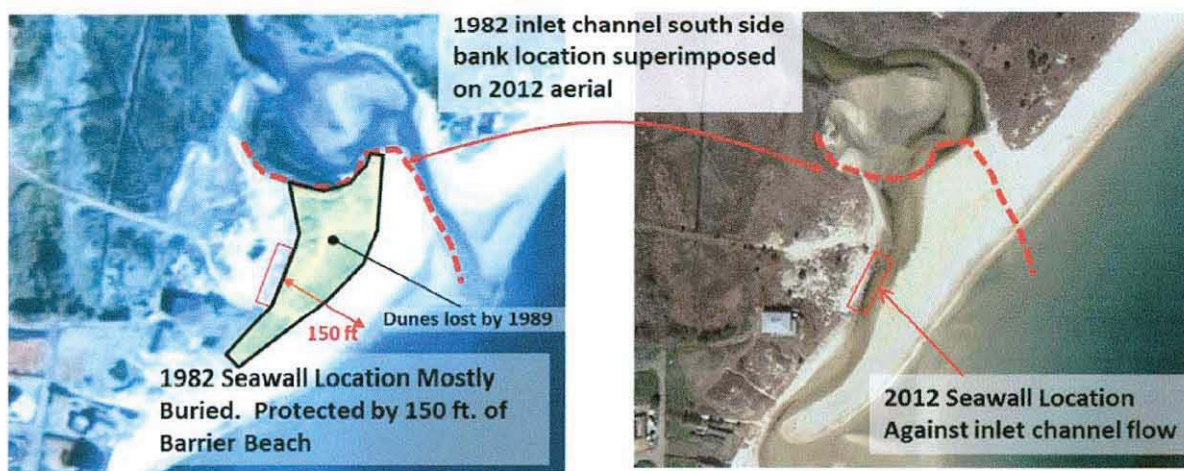 1982 inlet channel south side
bank location superimposed
on 2012 aerial
Dunes lost by 1989
150 ft
1982 Seawall Location Mostly
Buried. Protected by 150 ft. of
Barrier Beach
2012 Seawall Location
Against inlet channel flow